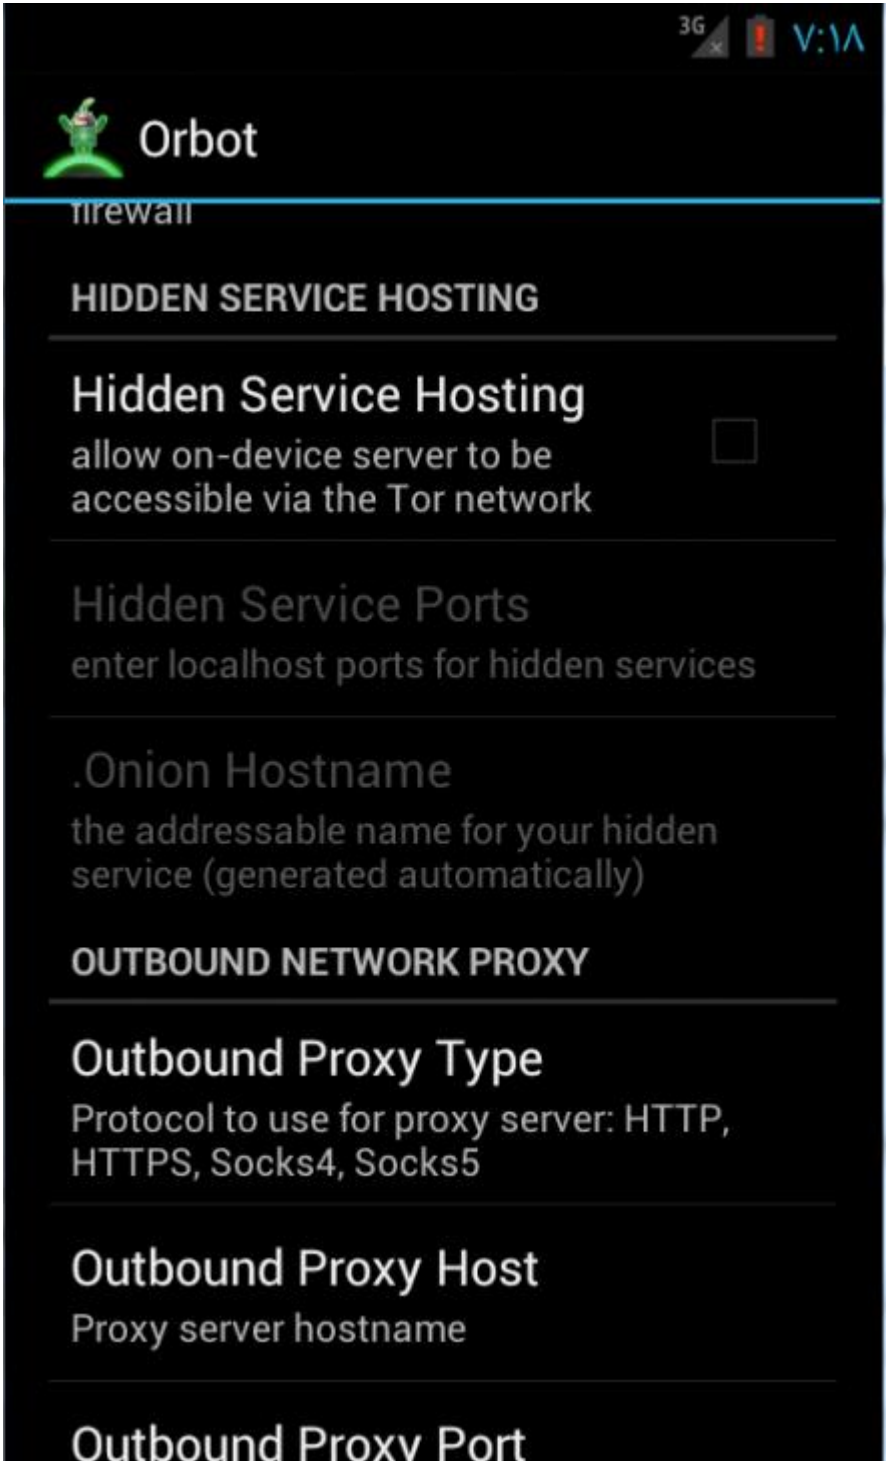 3G
٧:١٨
Orbot
firewall
HIDDEN SERVICE HOSTING
Hidden Service Hosting
allow on-device server to be
accessible via the Tor network
Hidden Service Ports
enter localhost ports for hidden services
.Onion Hostname
the addressable name for your hidden
service (generated automatically)
OUTBOUND NETWORK PROXY
Outbound Proxy Type
Protocol to use for proxy server: HTTP,
HTTPS, Socks4, Socks5
Outbound Proxy Host
Proxy server hostname
Outbound Proxy Port